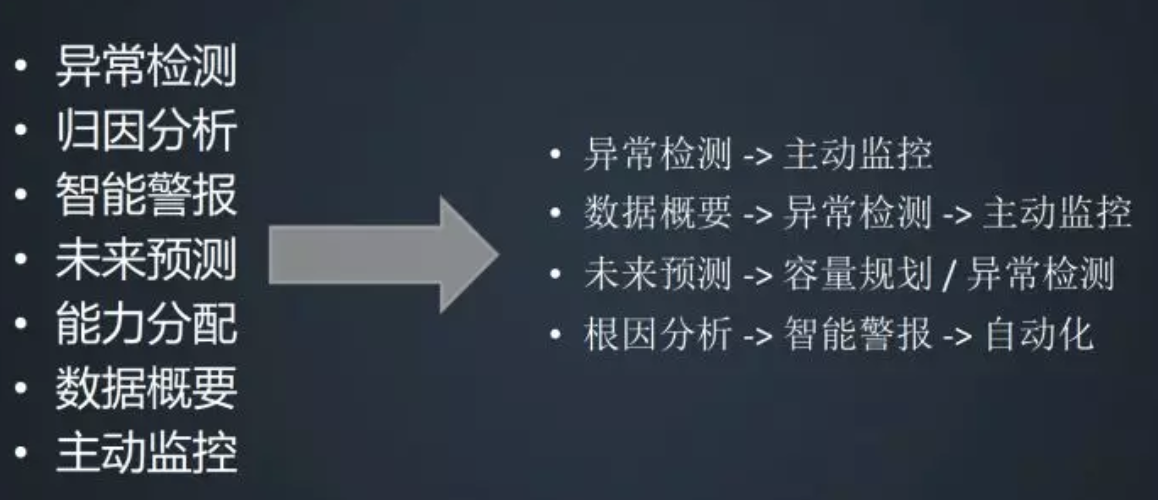 • 异常检测
• 归因分析
• 智能警报
• 未来预测
• 能力分配
• 数据概要
• 主动监控
• 异常检测 -> 主动监控
• 数据概要 -> 异常检测 -> 主动监控
• 未来预测 -> 容量规划 / 异常检测
• 根因分析 -> 智能警报 -> 自动化